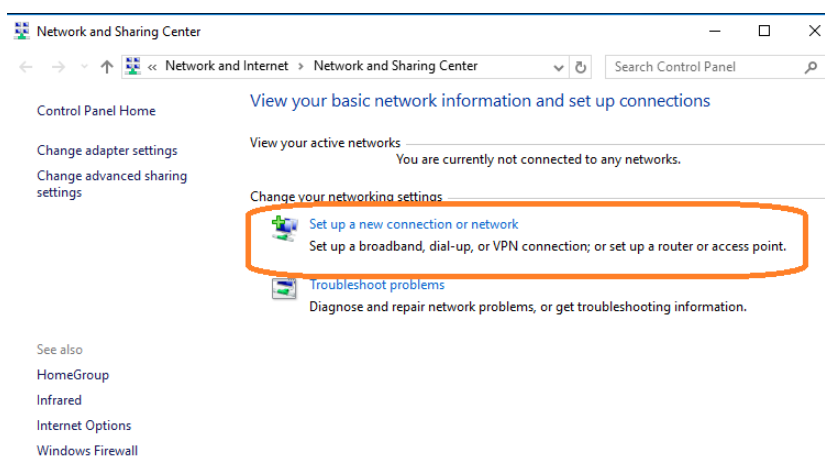 Network and Sharing Center
« Network and Internet › Network and Sharing Center
Search Control Panel
Control Panel Home
Change adapter settings
Change advanced sharing
settings
View your basic network information and set up connections
View your active networks
You are currently not connected to any networks.
Change your networking settings
Set up a new connection or network
Set up a broadband, dial-up, or VPN connection; or set up a router or access point.
Troubleshoot problems
Diagnose and repair network problems, or get troubleshooting information.
See also
HomeGroup
Infrared
Internet Options
Windows Firewall